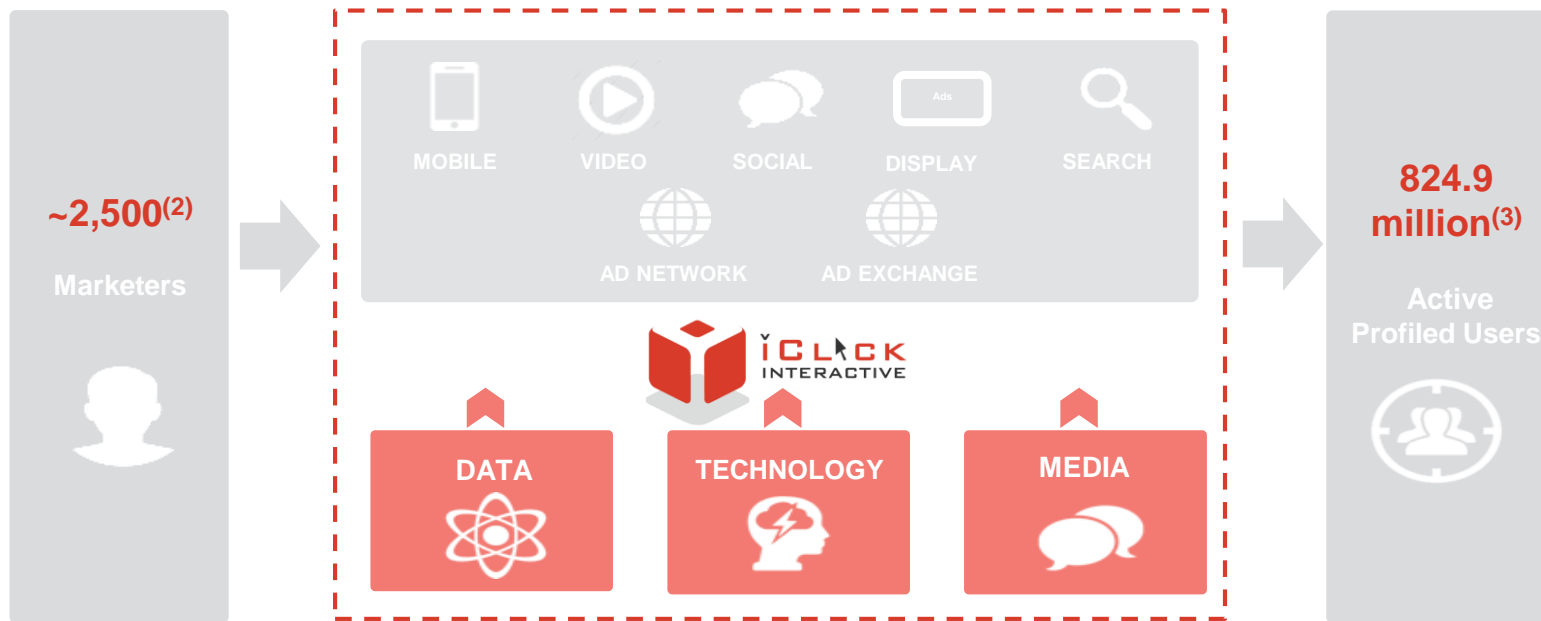 ~2,500(2)
Marketers
MOBILE
VIDEO
SOCIAL
Ads
DISPLAY
SEARCH
AD NETWORK
AD EXCHANGE
iCLICK
INTERACTIVE
DATA
TECHNOLOGY
MEDIA
824.9
million(3)
Active
Profiled Users